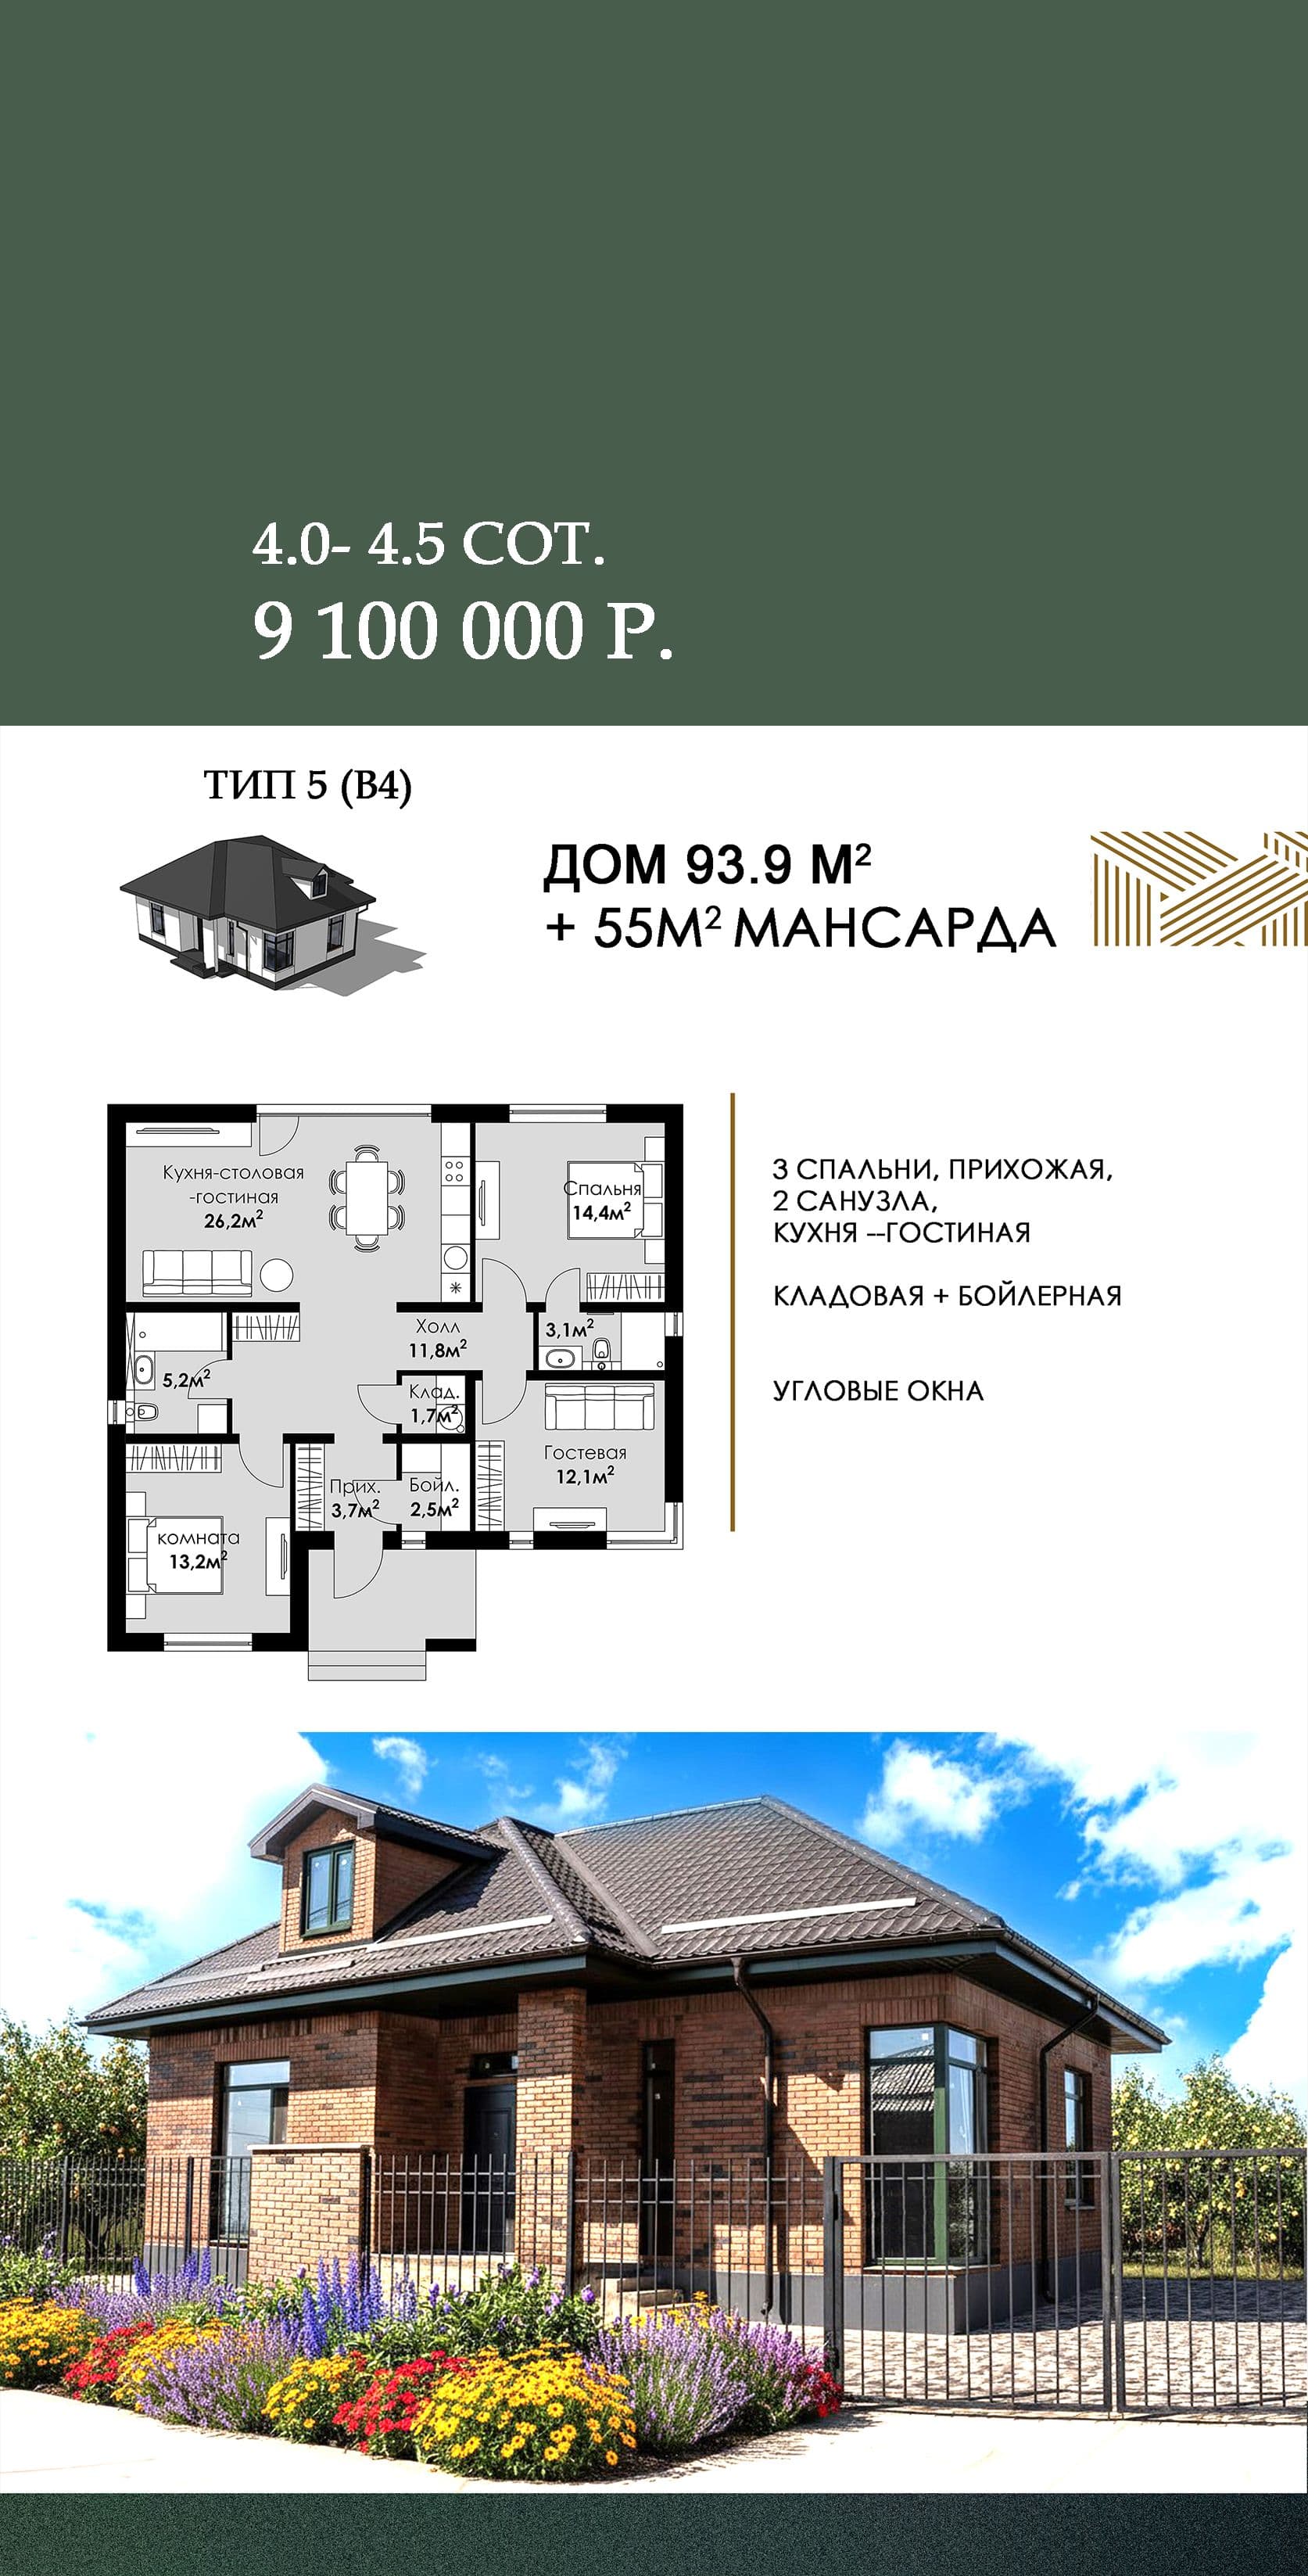 4.0- 4.5 СОТ.
9 100 000 Р.
ТИП 5 (В4)
ДОМ 93.9 М²
+ 55М² МАНСАРДА
Кухня-столовая
-гостиная
26,2м²
Спальня
14,4м²
Холл
11,8м²
3,1м²
5,2м²
Клад.
1,7м²
Гостевая
12,1м²
Прих.
3,7м²
Бойл.
2,5м²
комната
13,2м²
3 СПАЛЬНИ, ПРИХОЖАЯ,
2 САНУЗЛА,
КУХНЯ --ГОСТИНАЯ
КЛАДОВАЯ + БОЙЛЕРНАЯ
УГЛОВЫЕ ОКНА